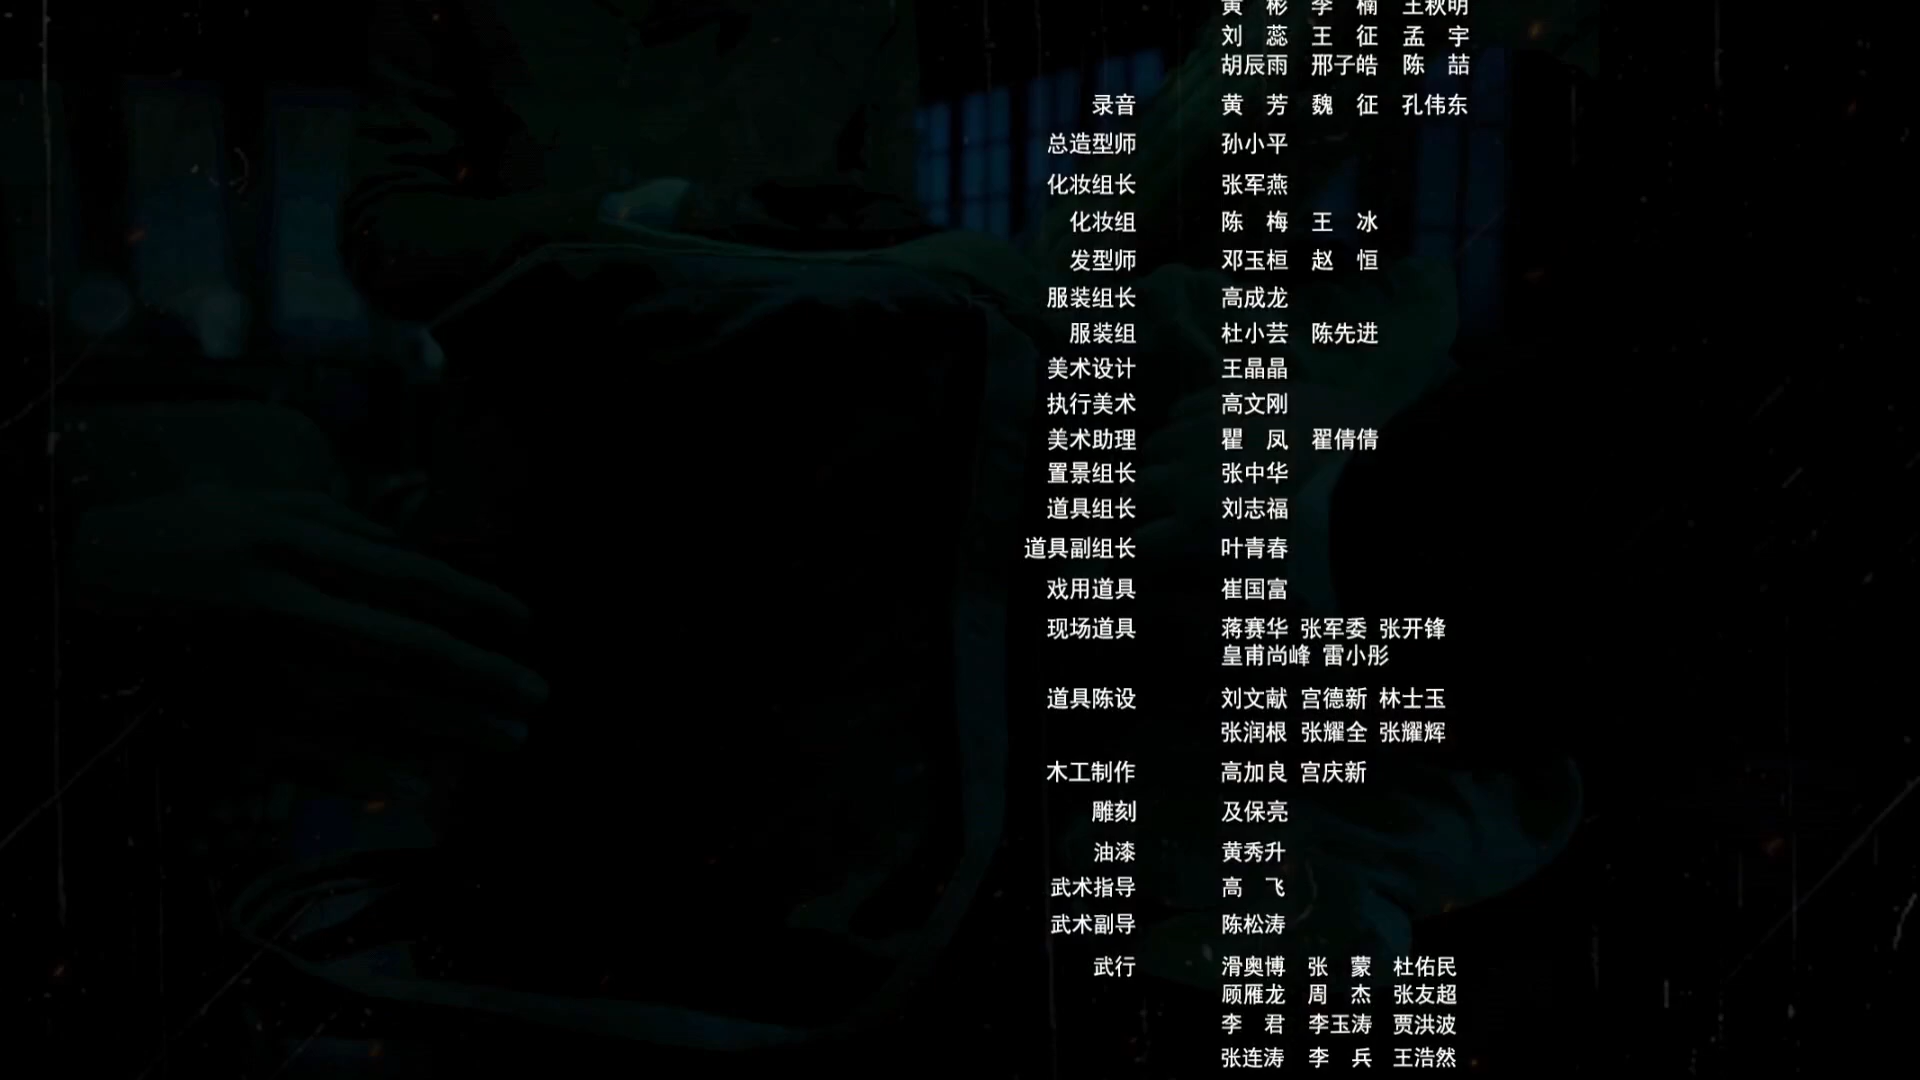 黄　彬　李　楠　王秋明
刘　蕊　王　征　孟　宇
胡辰雨　邢子皓　陈　喆
录音　黄　芳　魏　征　孔伟东
总造型师　孙小平
化妆组长　张军燕
化妆组　陈　梅　王　冰
发型师　邓玉桓　赵　恒
服装组长　高成龙
服装组　杜小芸　陈先进
美术设计　王晶晶
执行美术　高文刚
美术助理　瞿　凤　翟倩倩
置景组长　张中华
道具组长　刘志福
道具副组长　叶青春
戏用道具　崔国富
现场道具　蒋赛华 张军委 张开锋
皇甫尚峰 雷小彤
道具陈设　刘文献 宫德新 林士玉
张润根 张耀全 张耀辉
木工制作　高加良 宫庆新
雕刻　及保亮
油漆　黄秀升
武术指导　高　飞
武术副导　陈松涛
武行　滑奥博　张　蒙　杜佑民
顾雁龙　周　杰　张友超
李　君　李玉涛　贾洪波
张连涛　李　兵　王浩然